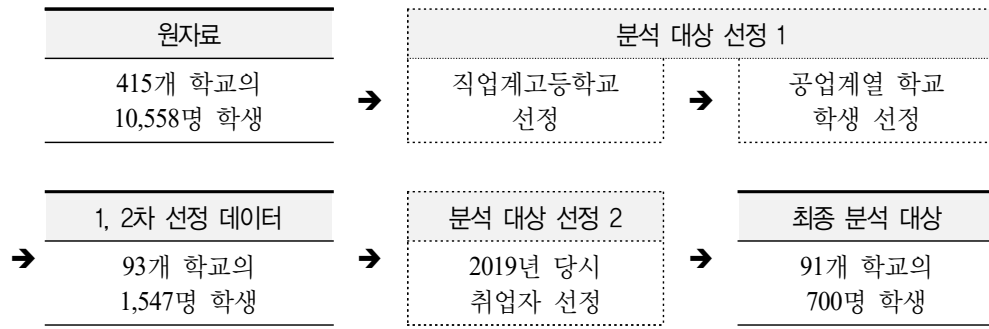 원자료
415개 학교의
10,558명 학생
➔
분석 대상 선정 1
직업계고등학교
선정
➔
공업계열 학교
학생 선정
➔
1, 2차 선정 데이터
93개 학교의
1,547명 학생
➔
분석 대상 선정 2
2019년 당시
취업자 선정
➔
최종 분석 대상
91개 학교의
700명 학생